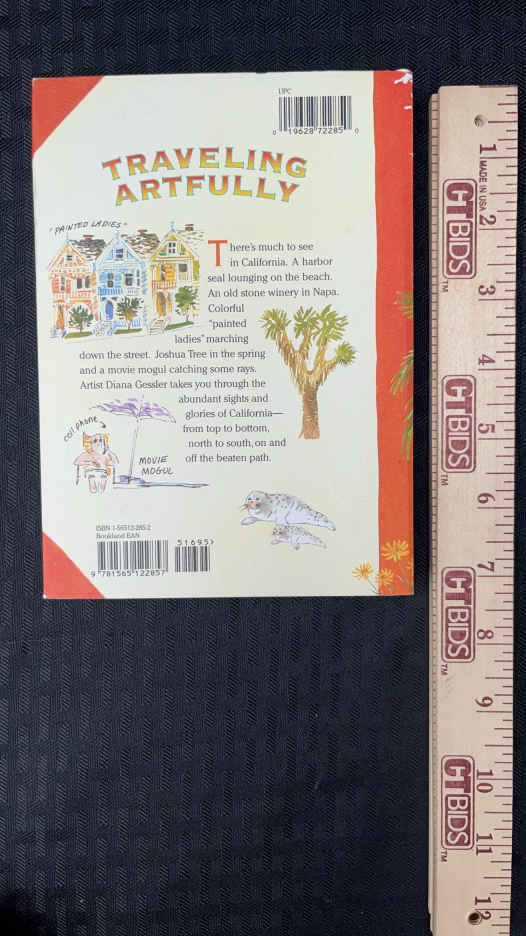 UPC
0 19628 72285 0
TRAVELING
ARTFULLY
"PAINTED LADIES"
There's much to see
in California. A harbor
seal lounging on the beach.
An old stone winery in Napa.
Colorful
"painted
ladies" marching
down the street. Joshua Tree in the spring
and a movie mogul catching some rays.
Artist Diana Gessler takes you through the
abundant sights and
glories of California—
from top to bottom,
north to south, on and
off the beaten path.
cell phone
MOVIE
MOGUL
ISBN 1-56512-285-2
Bookland EAN
51695>
9 781565 122857
MADE IN USA
1 2 3 4 5 6 7 8 9 10 11 12
CTBIDS™
CTBIDS™
CTBIDS™
CTBIDS™